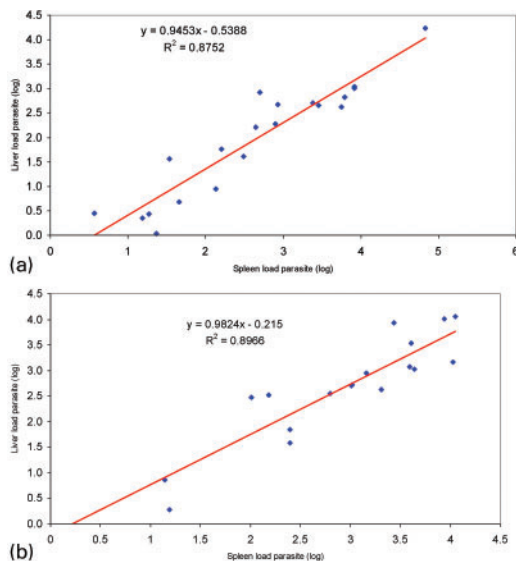 4.5
y = 0.9453x - 0.5388
4.0
R² = 0.8752
3.5
3.0
2.5
2.0
1.5
1.0
0.5
0.0
Liver load parasite (log)
0 1 2 3 4 5 6
(a) Spleen load parasite (log)
4.5
4.0
y = 0.9824x - 0.215
R² = 0.8966
3.5
3.0
2.5
2.0
1.5
1.0
0.5
0.0
Liver load parasite (log)
0 0.5 1 1.5 2 2.5 3 3.5 4 4.5
(b) Spleen load parasite (log)